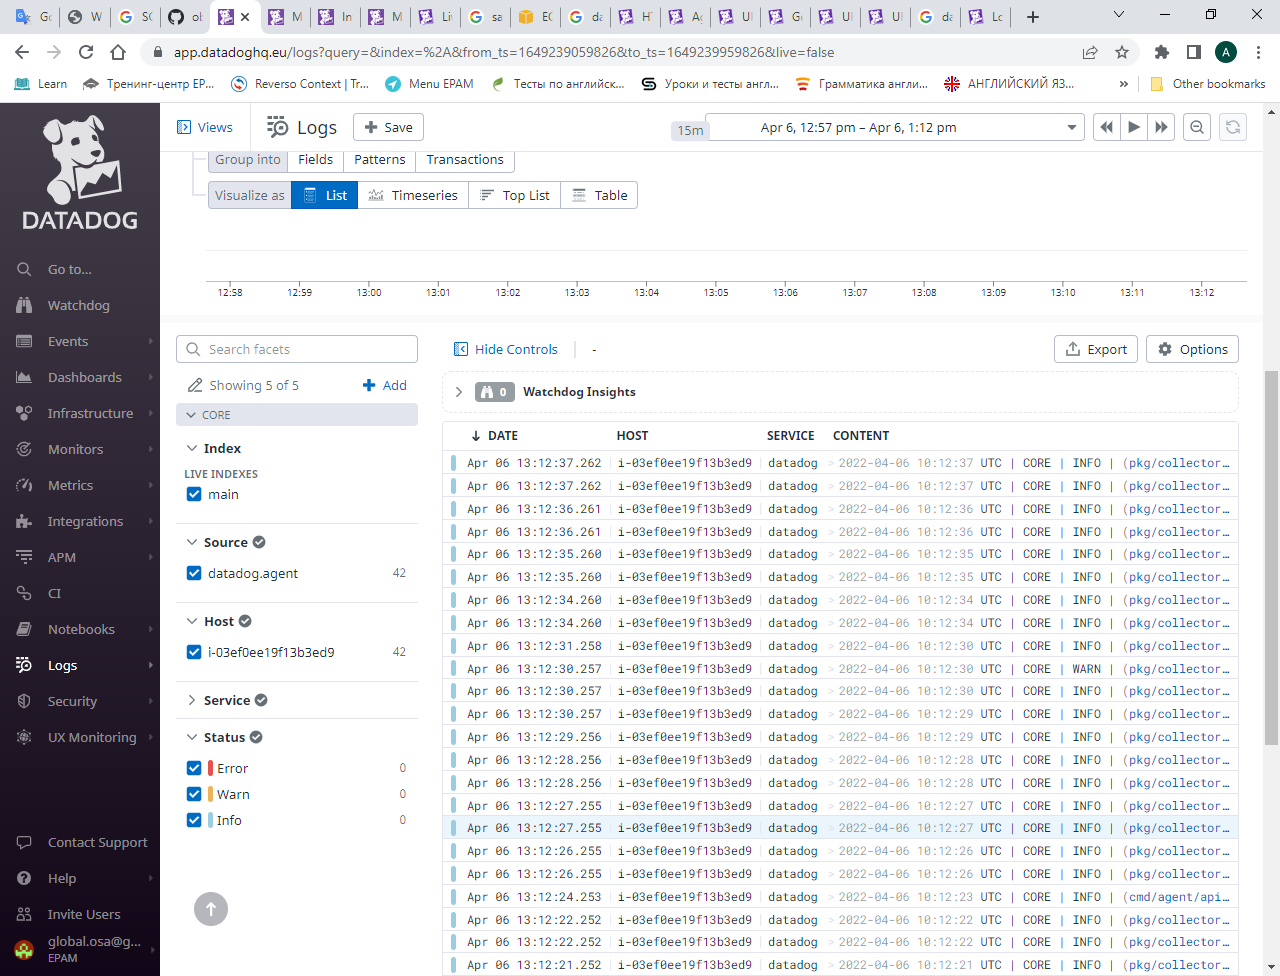 Go
W
SC
ob
M
In
M
Liv
sa
EC
da
HT
Ag
UI
Gu
UI
UI
da
Lo
app.datadoghq.eu/logs?query=&index=%2A&from_ts=1649239059826&to_ts=1649239959826&live=false
A
Learn
Тренинг-центр EP...
Reverso Context | Tr...
Menu EPAM
Тесты по английск...
Уроки и тесты англ...
Грамматика англи...
АНГЛИЙСКИЙ ЯЗ...
»
Other bookmarks
DATADOG
Go to...
Watchdog
Events
Dashboards
Infrastructure
Monitors
Metrics
Integrations
APM
CI
Notebooks
Logs
Security
UX Monitoring
Contact Support
Help
Invite Users
global.osa@g...
EPAM
Views
Logs
Save
15m
Apr 6, 12:57 pm – Apr 6, 1:12 pm
Group into Fields Patterns Transactions
Visualize as List Timeseries Top List Table
12:58 12:59 13:00 13:01 13:02 13:03 13:04 13:05 13:06 13:07 13:08 13:09 13:10 13:11 13:12
Search facets
Showing 5 of 5
Add
CORE
Index
LIVE INDEXES
main
Source
datadog.agent 42
Host
i-03ef0ee19f13b3ed9 42
Service
Status
Error 0
Warn 0
Info 0
Hide Controls -
Export
Options
0 Watchdog Insights
DATE HOST SERVICE CONTENT
Apr 06 13:12:37.262 i-03ef0ee19f13b3ed9 datadog > 2022-04-06 10:12:37 UTC | CORE | INFO | (pkg/collector…
Apr 06 13:12:37.262 i-03ef0ee19f13b3ed9 datadog > 2022-04-06 10:12:37 UTC | CORE | INFO | (pkg/collector…
Apr 06 13:12:36.261 i-03ef0ee19f13b3ed9 datadog > 2022-04-06 10:12:36 UTC | CORE | INFO | (pkg/collector…
Apr 06 13:12:36.261 i-03ef0ee19f13b3ed9 datadog > 2022-04-06 10:12:36 UTC | CORE | INFO | (pkg/collector…
Apr 06 13:12:35.260 i-03ef0ee19f13b3ed9 datadog > 2022-04-06 10:12:35 UTC | CORE | INFO | (pkg/collector…
Apr 06 13:12:35.260 i-03ef0ee19f13b3ed9 datadog > 2022-04-06 10:12:35 UTC | CORE | INFO | (pkg/collector…
Apr 06 13:12:34.260 i-03ef0ee19f13b3ed9 datadog > 2022-04-06 10:12:34 UTC | CORE | INFO | (pkg/collector…
Apr 06 13:12:34.260 i-03ef0ee19f13b3ed9 datadog > 2022-04-06 10:12:34 UTC | CORE | INFO | (pkg/collector…
Apr 06 13:12:31.258 i-03ef0ee19f13b3ed9 datadog > 2022-04-06 10:12:30 UTC | CORE | INFO | (pkg/collector…
Apr 06 13:12:30.257 i-03ef0ee19f13b3ed9 datadog > 2022-04-06 10:12:30 UTC | CORE | WARN | (pkg/collector…
Apr 06 13:12:30.257 i-03ef0ee19f13b3ed9 datadog > 2022-04-06 10:12:30 UTC | CORE | INFO | (pkg/collector…
Apr 06 13:12:30.257 i-03ef0ee19f13b3ed9 datadog > 2022-04-06 10:12:29 UTC | CORE | INFO | (pkg/collector…
Apr 06 13:12:29.256 i-03ef0ee19f13b3ed9 datadog > 2022-04-06 10:12:29 UTC | CORE | INFO | (pkg/collector…
Apr 06 13:12:28.256 i-03ef0ee19f13b3ed9 datadog > 2022-04-06 10:12:28 UTC | CORE | INFO | (pkg/collector…
Apr 06 13:12:28.256 i-03ef0ee19f13b3ed9 datadog > 2022-04-06 10:12:28 UTC | CORE | INFO | (pkg/collector…
Apr 06 13:12:27.255 i-03ef0ee19f13b3ed9 datadog > 2022-04-06 10:12:27 UTC | CORE | INFO | (pkg/collector…
Apr 06 13:12:27.255 i-03ef0ee19f13b3ed9 datadog > 2022-04-06 10:12:27 UTC | CORE | INFO | (pkg/collector…
Apr 06 13:12:26.255 i-03ef0ee19f13b3ed9 datadog > 2022-04-06 10:12:26 UTC | CORE | INFO | (pkg/collector…
Apr 06 13:12:26.255 i-03ef0ee19f13b3ed9 datadog > 2022-04-06 10:12:26 UTC | CORE | INFO | (pkg/collector…
Apr 06 13:12:24.253 i-03ef0ee19f13b3ed9 datadog > 2022-04-06 10:12:23 UTC | CORE | INFO | (cmd/agent/api…
Apr 06 13:12:22.252 i-03ef0ee19f13b3ed9 datadog > 2022-04-06 10:12:22 UTC | CORE | INFO | (pkg/collector…
Apr 06 13:12:22.252 i-03ef0ee19f13b3ed9 datadog > 2022-04-06 10:12:22 UTC | CORE | INFO | (pkg/collector…
Apr 06 13:12:21.252 i-03ef0ee19f13b3ed9 datadog > 2022-04-06 10:12:21 UTC | CORE | INFO | (pkg/collector…